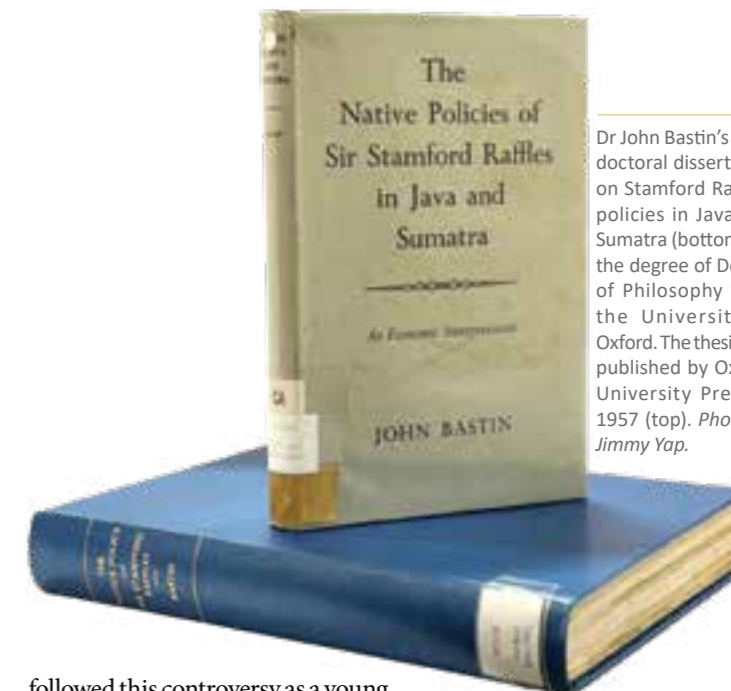 The
Native Policies of
Sir Stamford Raffles
in Java and
Sumatra
An Economic Interpretation
JOHN BASTIN
Dr John Bastin's
doctoral dissert
on Stamford Ra
policies in Java
Sumatra (bottor
the degree of D
of Philosophy
the Universit
Oxford. The thesi
published by Ox
University Pre
1957 (top). Pho
Jimmy Yap.
followed this controversy as a young